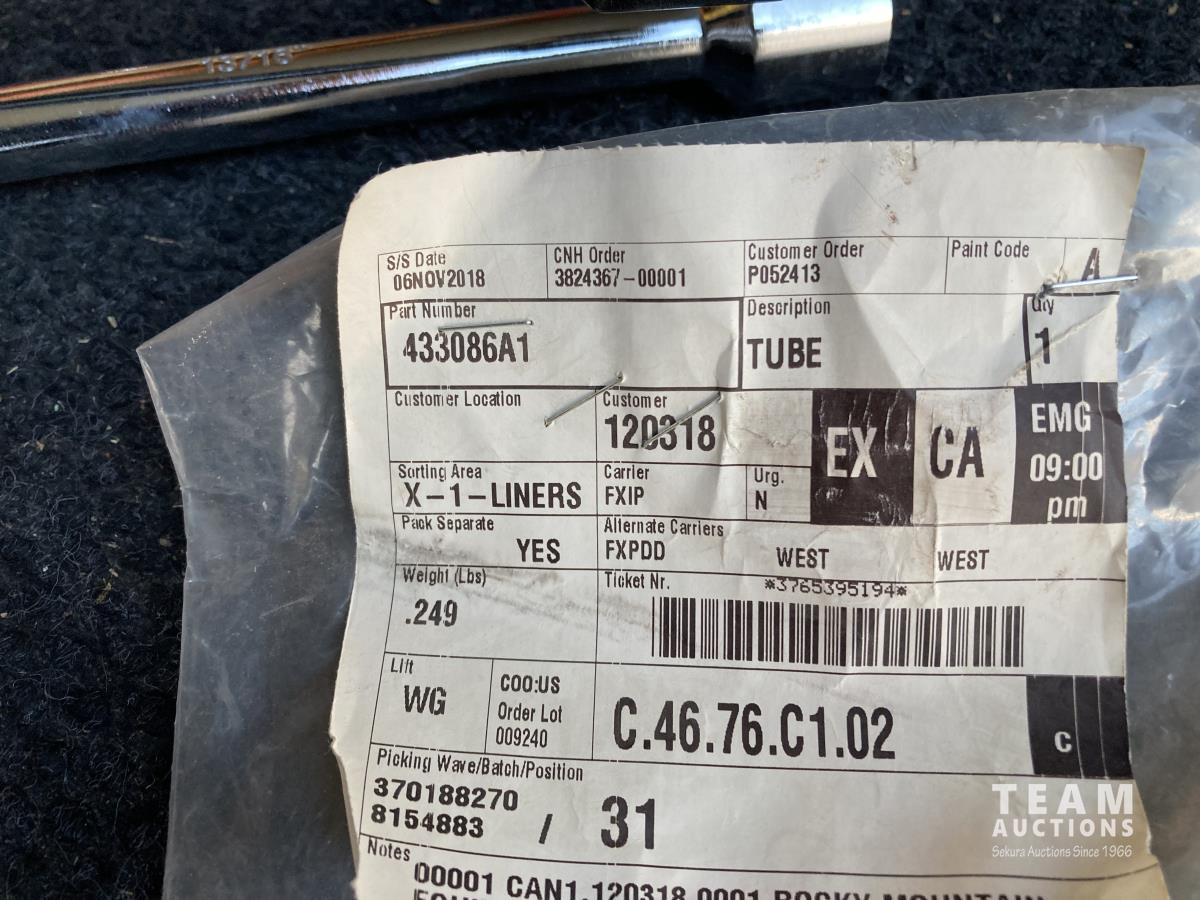 13/16"
S/S Date
06NOV2018
CNH Order
3824367-00001
Customer Order
P052413
Paint Code
A
Part Number
433086A1
Description
TUBE
Qty
1
Customer Location
Customer
120318
EX
CA
EMG
09:00
pm
Sorting Area
X-1-LINERS
Carrier
FXIP
Urg.
N
Pack Separate
YES
Alternate Carriers
FXPDD WEST WEST
Weight (Lbs)
.249
Ticket Nr.
*3765395194*
Lift
WG
COO:US
Order Lot
009240
C.46.76.C1.02
C
Picking Wave/Batch/Position
370188270
8154883 / 31
Notes
00001 CAN1.120318.0001 ROCKY MOUNTAIN
TEAM
AUCTIONS
Sekura Auctions Since 1966